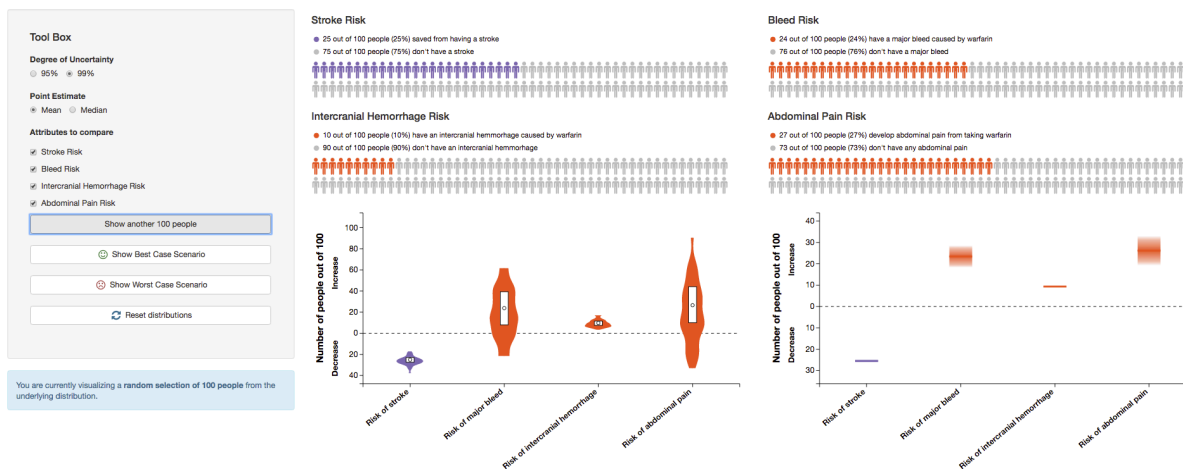 Tool Box
Degree of Uncertainty
95% 99%
Point Estimate
Mean Median
Attributes to compare
Stroke Risk
Bleed Risk
Intercranial Hemorrhage Risk
Abdominal Pain Risk
Show another 100 people
Show Best Case Scenario
Show Worst Case Scenario
Reset distributions
You are currently visualizing a random selection of 100 people from the
underlying distribution.
Stroke Risk
25 out of 100 people (25%) saved from having a stroke
75 out of 100 people (75%) don't have a stroke
Bleed Risk
24 out of 100 people (24%) have a major bleed caused by warfarin
76 out of 100 people (76%) don't have a major bleed
Intercranial Hemorrhage Risk
10 out of 100 people (10%) have an intercranial hemmorhage caused by warfarin
90 out of 100 people (90%) don't have an intercranial hemmorhage
Abdominal Pain Risk
27 out of 100 people (27%) develop abdominal pain from taking warfarin
73 out of 100 people (73%) don't have any abdominal pain
Number of people out of 100
Increase
Decrease
100
80
60
40
20
0
20
40
Risk of stroke
Risk of major bleed
Risk of intercranial hemorrhage
Risk of abdominal pain
Number of people out of 100
Increase
Decrease
40
30
20
10
0
10
20
30
Risk of stroke
Risk of major bleed
Risk of intercranial hemorrhage
Risk of abdominal pain